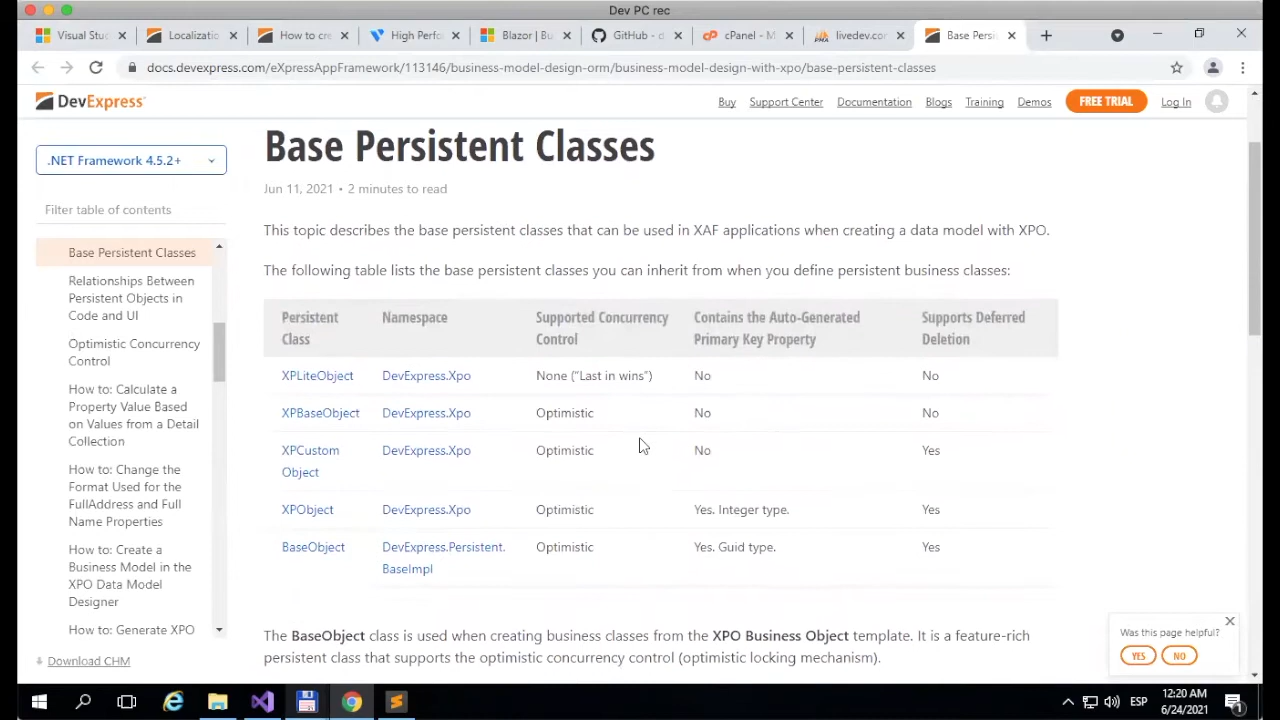 Dev PC rec
Visual Stuc
Localizatic
How to cre
High Perfo
Blazor | Bu
GitHub - d
cPanel - M
livedev.cor
Base Persis
docs.devexpress.com/eXpressAppFramework/113146/business-model-design-orm/business-model-design-with-xpo/base-persistent-classes
DevExpress
Buy
Support Center
Documentation
Blogs
Training
Demos
FREE TRIAL
Log In
.NET Framework 4.5.2+
Filter table of contents
Base Persistent Classes
Relationships Between
Persistent Objects in
Code and UI
Optimistic Concurrency
Control
How to: Calculate a
Property Value Based
on Values from a Detail
Collection
How to: Change the
Format Used for the
FullAddress and Full
Name Properties
How to: Create a
Business Model in the
XPO Data Model
Designer
How to: Generate XPO
Download CHM
Base Persistent Classes
Jun 11, 2021 • 2 minutes to read
This topic describes the base persistent classes that can be used in XAF applications when creating a data model with XPO.
The following table lists the base persistent classes you can inherit from when you define persistent business classes:
Persistent Class
Namespace
Supported Concurrency Control
Contains the Auto-Generated Primary Key Property
Supports Deferred Deletion
XPLiteObject DevExpress.Xpo None (“Last in wins”) No No
XPBaseObject DevExpress.Xpo Optimistic No No
XPCustom DevExpress.Xpo Optimistic No Yes
Object
XPObject DevExpress.Xpo Optimistic Yes. Integer type. Yes
BaseObject DevExpress.Persistent. Optimistic Yes. Guid type. Yes
BaseImpl
The BaseObject class is used when creating business classes from the XPO Business Object template. It is a feature-rich
persistent class that supports the optimistic concurrency control (optimistic locking mechanism).
Was this page helpful?
YES
NO
ESP
12:20 AM
6/24/2021
1